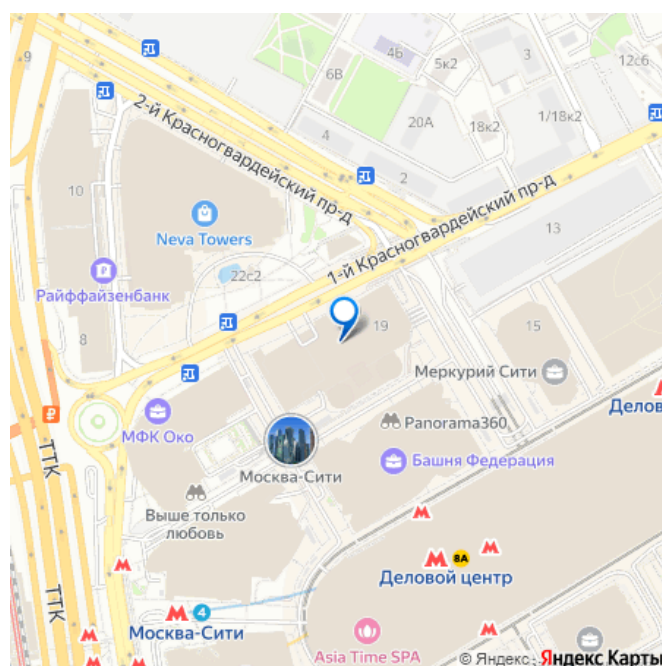 9
4Б
5к2
3
12с6
6В
2-й Красногвардейский пр-д
20А
18к2
1/18к2
4
2
10
1-й Красногвардейский пр-д
13
Neva Towers
22с2
Райффайзенбанк
8
19
15
Меркурий Сити
Делово
Panorama360
МФК Око
Башня Федерация
Москва-Сити
Выше только
любовь
ТТК
ТТК
8А
Деловой центр
4
Москва-Сити
Asia Time SPA
© Яндекс Яндекс Карты